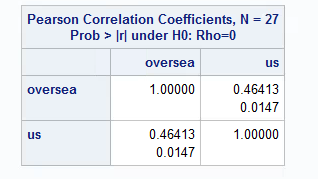 Pearson Correlation Coefficients, N = 27
Prob > |r| under H0: Rho=0
oversea us
oversea 1.00000 0.46413
0.0147
us 0.46413 1.00000
0.0147